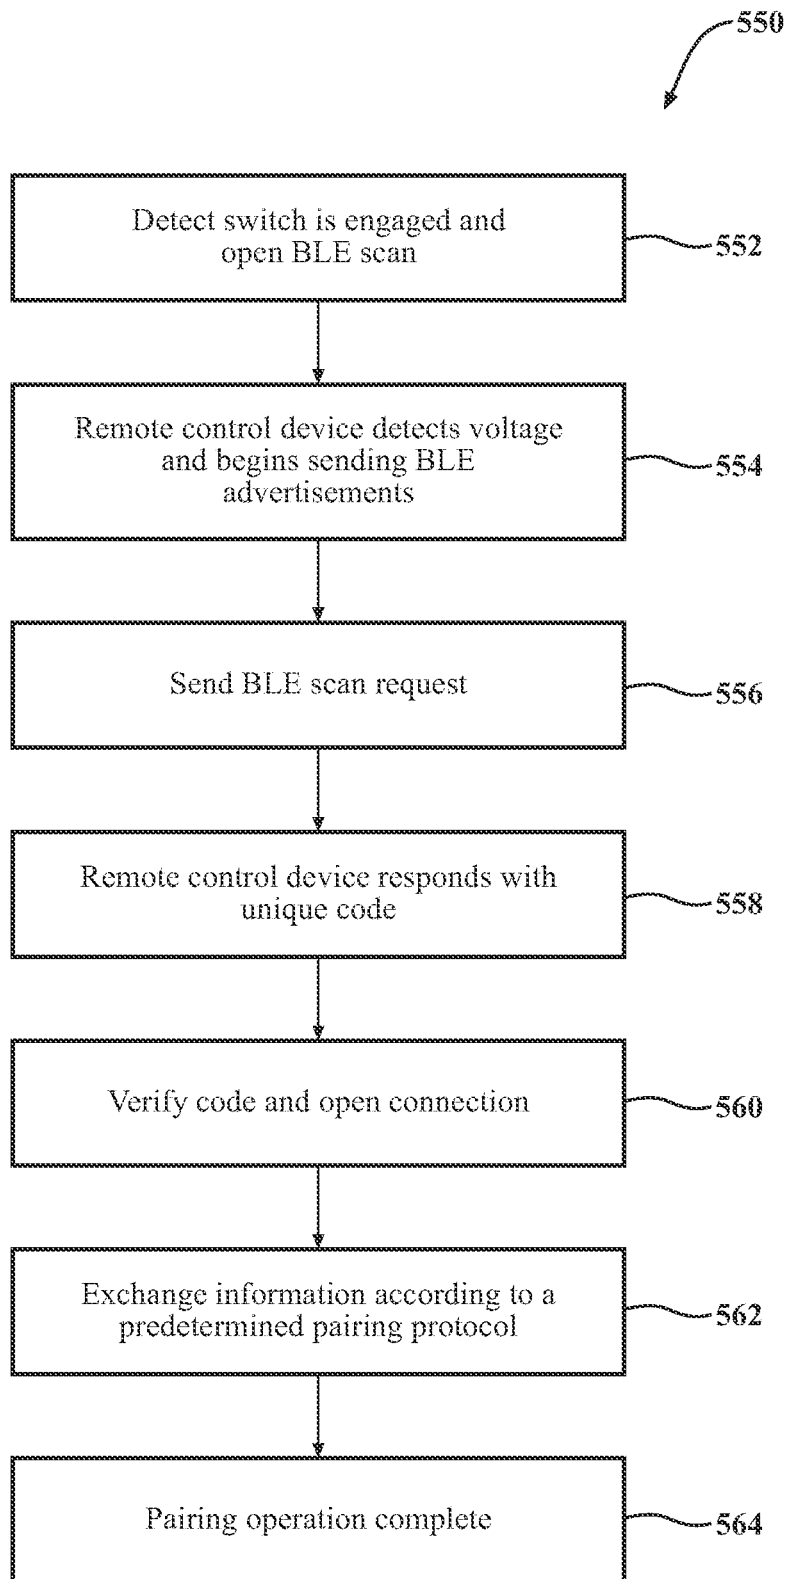 550
Detect switch is engaged and
open BLE scan
552
Remote control device detects voltage
and begins sending BLE
advertisements
554
Send BLE scan request
556
Remote control device responds with
unique code
558
Verify code and open connection
560
Exchange information according to a
predetermined pairing protocol
562
Pairing operation complete
564